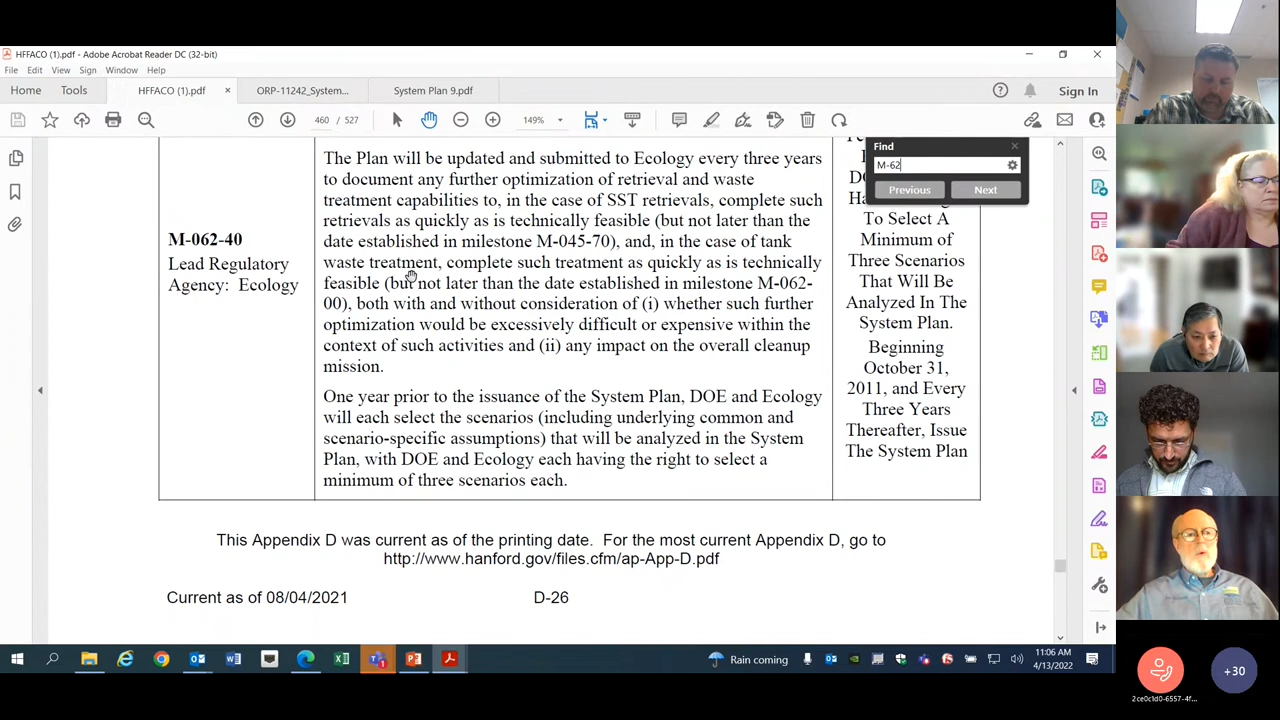 HFFACO (1).pdf - Adobe Acrobat Reader DC (32-bit)
File Edit View Sign Window Help
Home Tools HFFACO (1).pdf × ORP-11242_System... System Plan 9.pdf Sign In
460 / 527 149%
Find
M-62
Previous Next
M-062-40
Lead Regulatory
Agency: Ecology
The Plan will be updated and submitted to Ecology every three years
to document any further optimization of retrieval and waste
treatment capabilities to, in the case of SST retrievals, complete such
retrievals as quickly as is technically feasible (but not later than the
date established in milestone M-045-70), and, in the case of tank
waste treatment, complete such treatment as quickly as is technically
feasible (but not later than the date established in milestone M-062-
00), both with and without consideration of (i) whether such further
optimization would be excessively difficult or expensive within the
context of such activities and (ii) any impact on the overall cleanup
mission.
One year prior to the issuance of the System Plan, DOE and Ecology
will each select the scenarios (including underlying common and
scenario-specific assumptions) that will be analyzed in the System
Plan, with DOE and Ecology each having the right to select a
minimum of three scenarios each.
To Select A
Minimum of
Three Scenarios
That Will Be
Analyzed In The
System Plan.
Beginning
October 31,
2011, and Every
Three Years
Thereafter, Issue
The System Plan
This Appendix D was current as of the printing date. For the most current Appendix D, go to
http://www.hanford.gov/files.cfm/ap-App-D.pdf
Current as of 08/04/2021 D-26
Rain coming
11:06 AM
4/13/2022
2ce0c1d0-6557-4f...
+30